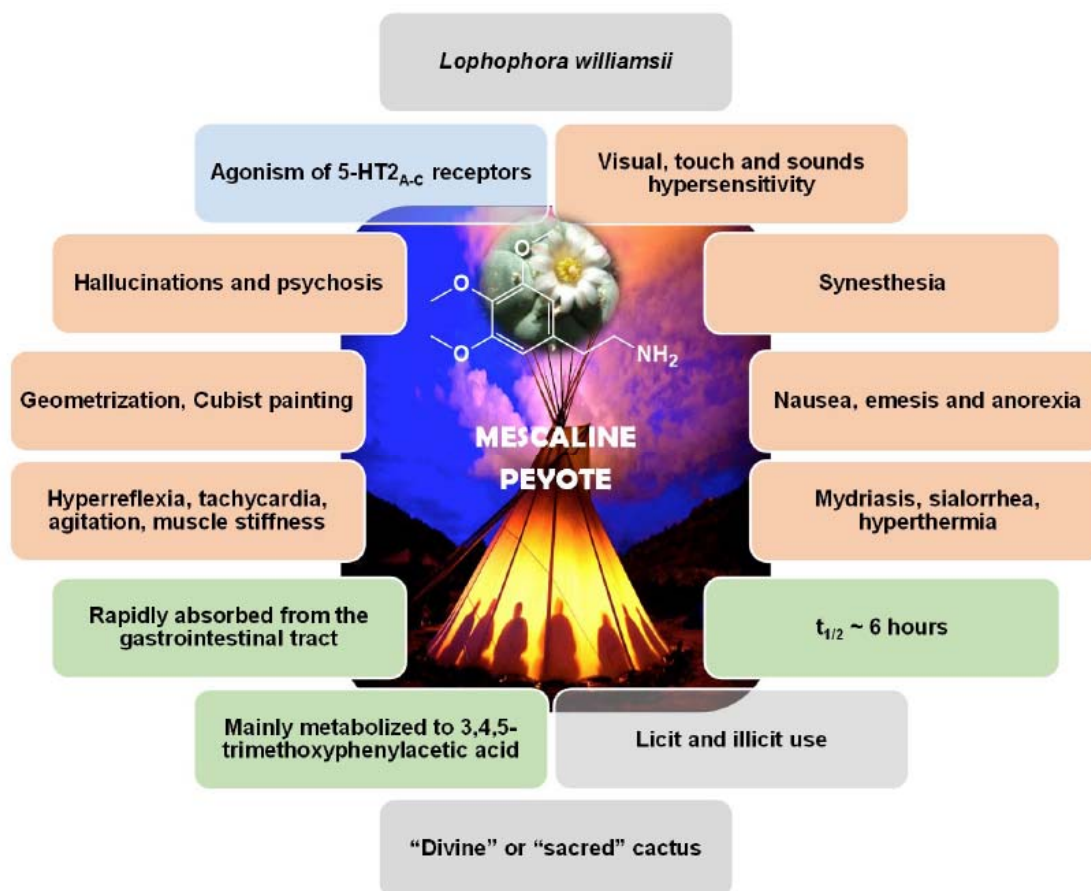 Lophophora williamsii
Agonism of 5-HT2A-C receptors
Visual, touch and sounds
hypersensitivity
Hallucinations and psychosis
Synesthesia
O
O
O
NH2
Geometrization, Cubist painting
Nausea, emesis and anorexia
MESCALINE
PEYOTE
Hyperreflexia, tachycardia,
agitation, muscle stiffness
Mydriasis, sialorrhea,
hyperthermia
Rapidly absorbed from the
gastrointestinal tract
t1/2 ~ 6 hours
Mainly metabolized to 3,4,5-
trimethoxyphenylacetic acid
Licit and illicit use
“Divine” or “sacred” cactus